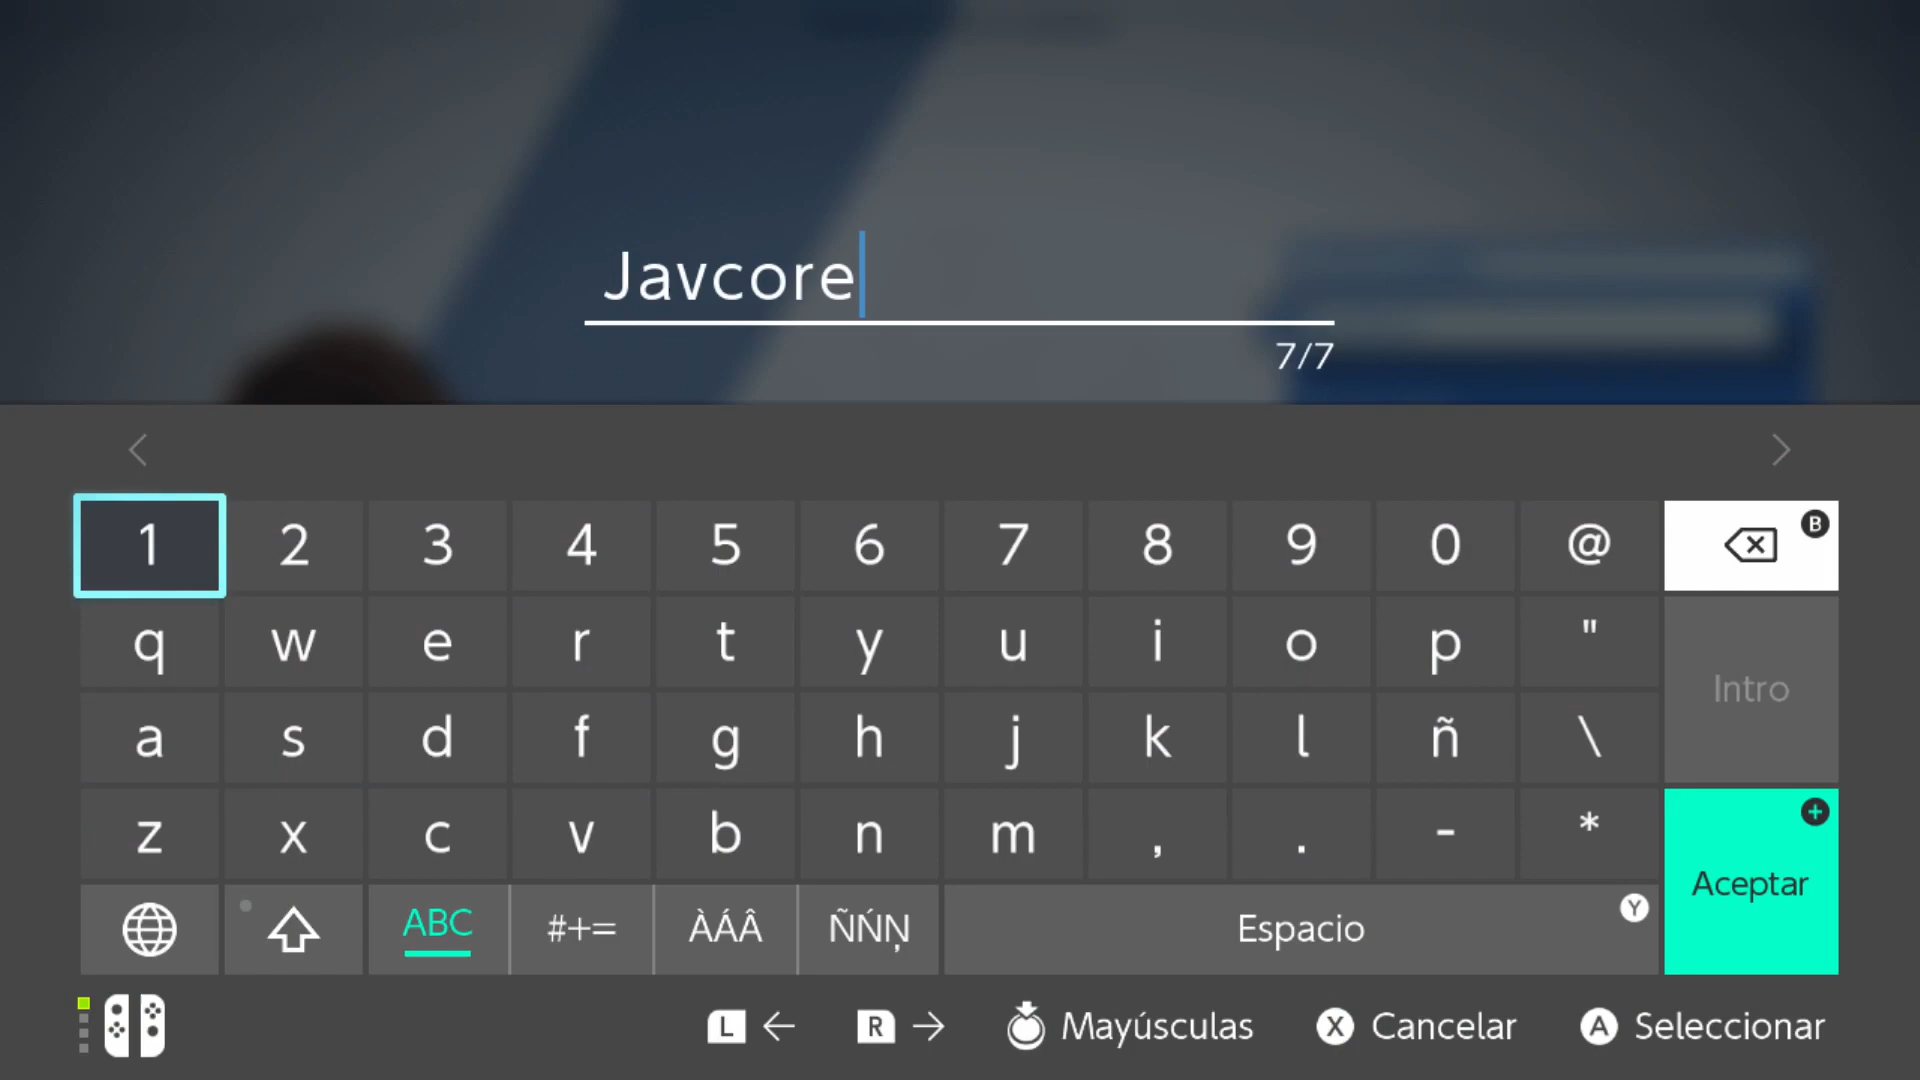 Javcore
7/7
1 2 3 4 5 6 7 8 9 0 @ B
q w e r t y u i o p "
Intro
a s d f g h j k l ñ \
z x c v b n m , . - *
+
Aceptar
ABC #+= ÀÁÂ ÑŃŅ Espacio Y
L ← R → Mayúsculas X Cancelar A Seleccionar